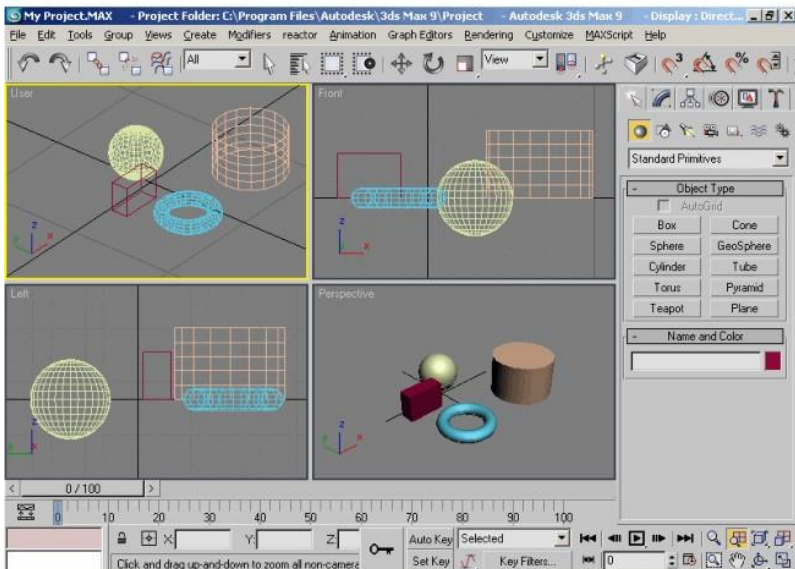 My Project.MAX - Project Folder: C:\Program Files\Autodesk\3ds Max 9\Project - Autodesk 3ds Max 9 - Display : Direct...
File Edit Tools Group Views Create Modifiers reactor Animation Graph Editors Rendering Customize MAXScript Help
All View
User Front
Standard Primitives
- Object Type
AutoGrid
Box Cone
Sphere GeoSphere
Cylinder Tube
Torus Pyramid
Teapot Plane
- Name and Color
z
y x
z
x
Left Perspective
z
y x
z
y x
< 0 / 100 >
0 10 20 30 40 50 60 70 80 90 100
X: Y: Z: Auto Key Selected
Click and drag up-and-down to zoom all non-camera Set Key Key Filters... 0